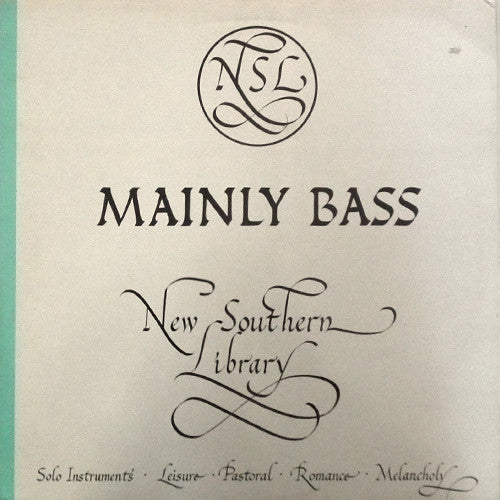 NSL
MAINLY BASS
New Southern
Library
Solo Instruments · Leisure · Pastoral · Romance · Melancholy